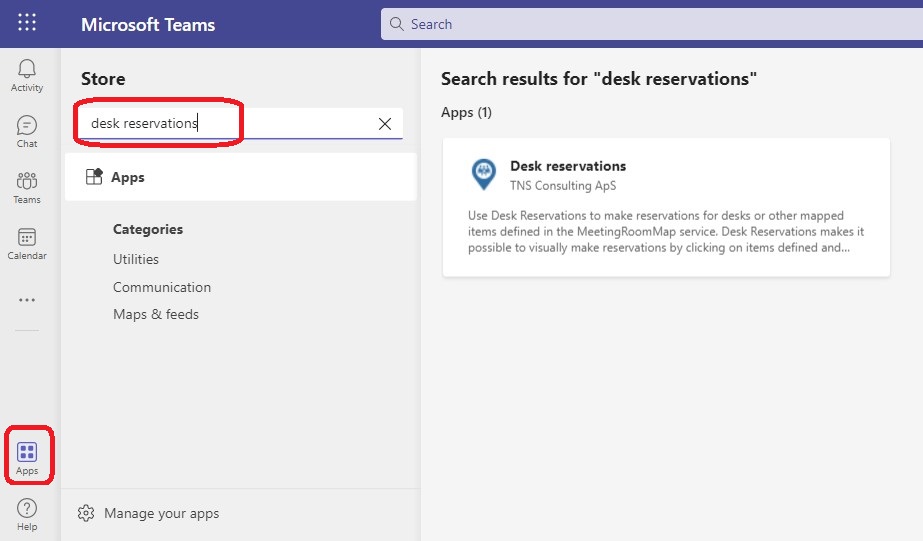 Microsoft Teams
Search
Activity
Chat
Teams
Calendar
Apps
Help
Store
desk reservations
Apps
Categories
Utilities
Communication
Maps & feeds
Manage your apps
Search results for "desk reservations"
Apps (1)
Desk reservations
TNS Consulting ApS
Use Desk Reservations to make reservations for desks or other mapped
items defined in the MeetingRoomMap service. Desk Reservations makes it
possible to visually make reservations by clicking on items defined and...